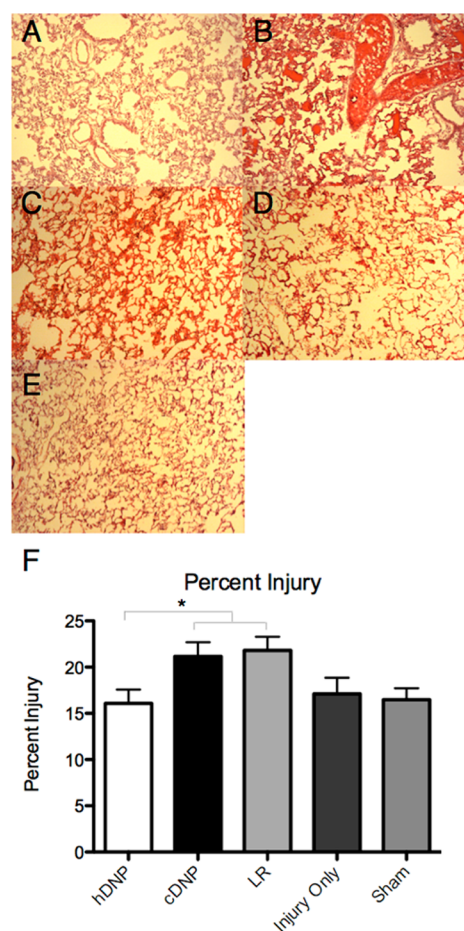 A
B
C
D
E
F
Percent Injury
*
Percent Injury
25
20
15
10
5
0
hDNP
cDNP
LR
Injury Only
Sham